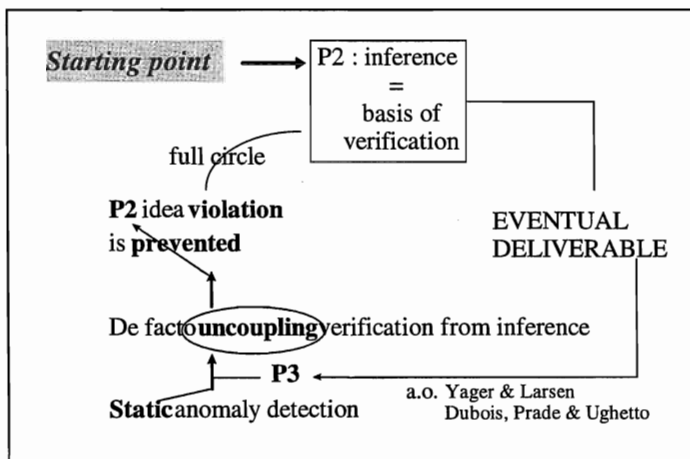 Starting point
P2 : inference
=
basis of
verification
full circle
P2 idea violation
is prevented
EVENTUAL
DELIVERABLE
De facto uncoupling verification from inference
P3
a.o. Yager & Larsen
Dubois, Prade & Ughetto
Static anomaly detection